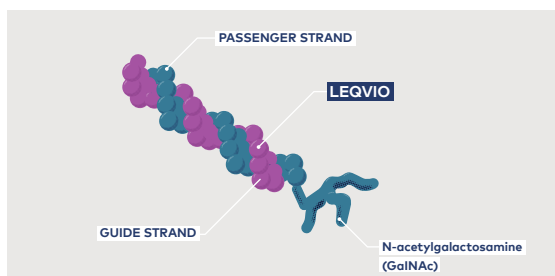 PASSENGER STRAND
LEQVIO
GUIDE STRAND
N-acetylgalactosamine
(GalNAc)